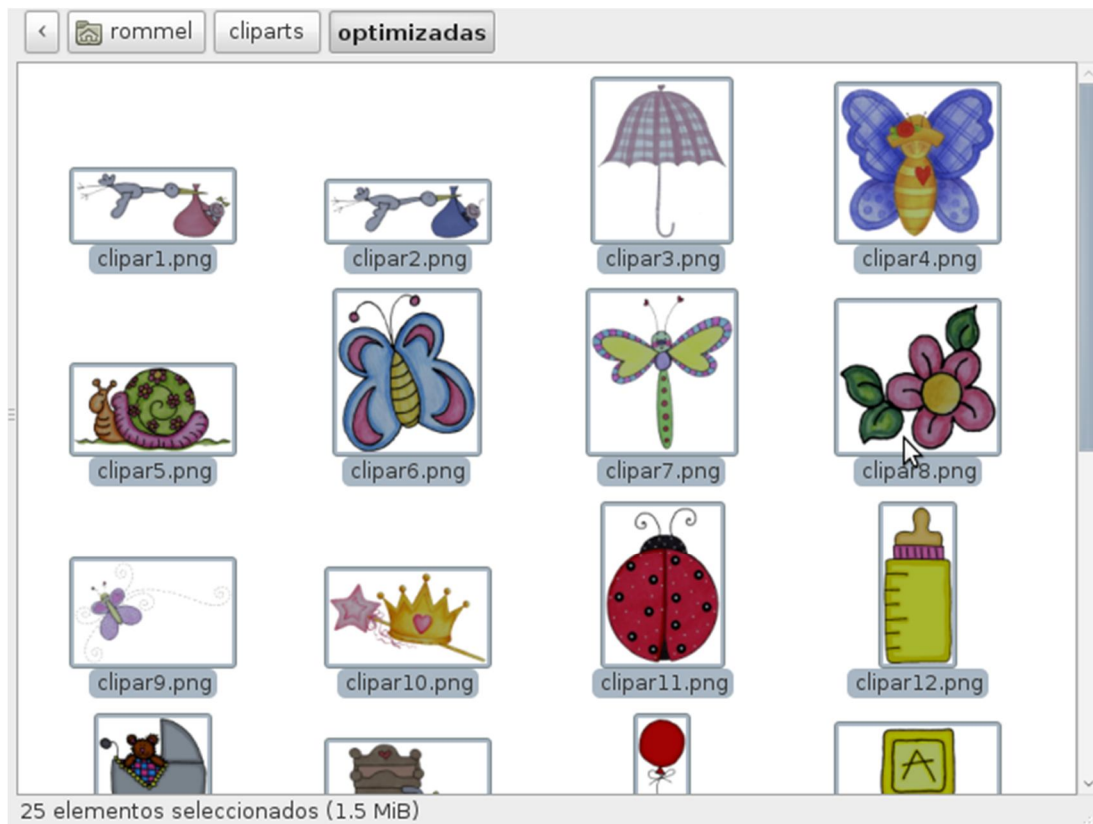 rommel cliparts optimizadas
clipar1.png clipar2.png clipar3.png clipar4.png
clipar5.png clipar6.png clipar7.png clipar8.png
clipar9.png clipar10.png clipar11.png clipar12.png
A
25 elementos seleccionados (1.5 MiB)